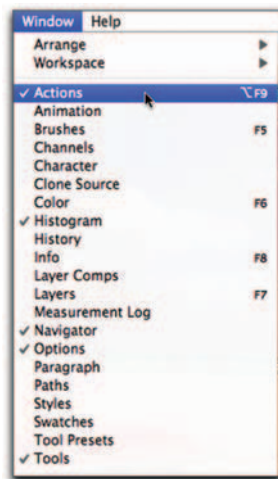 Window Help
Arrange ▶
Workspace ▶
✓ Actions ⌥F9
Animation
Brushes F5
Channels
Character
Clone Source
Color F6
✓ Histogram
History
Info F8
Layer Comps
Layers F7
Measurement Log
✓ Navigator
✓ Options
Paragraph
Paths
Styles
Swatches
Tool Presets
✓ Tools